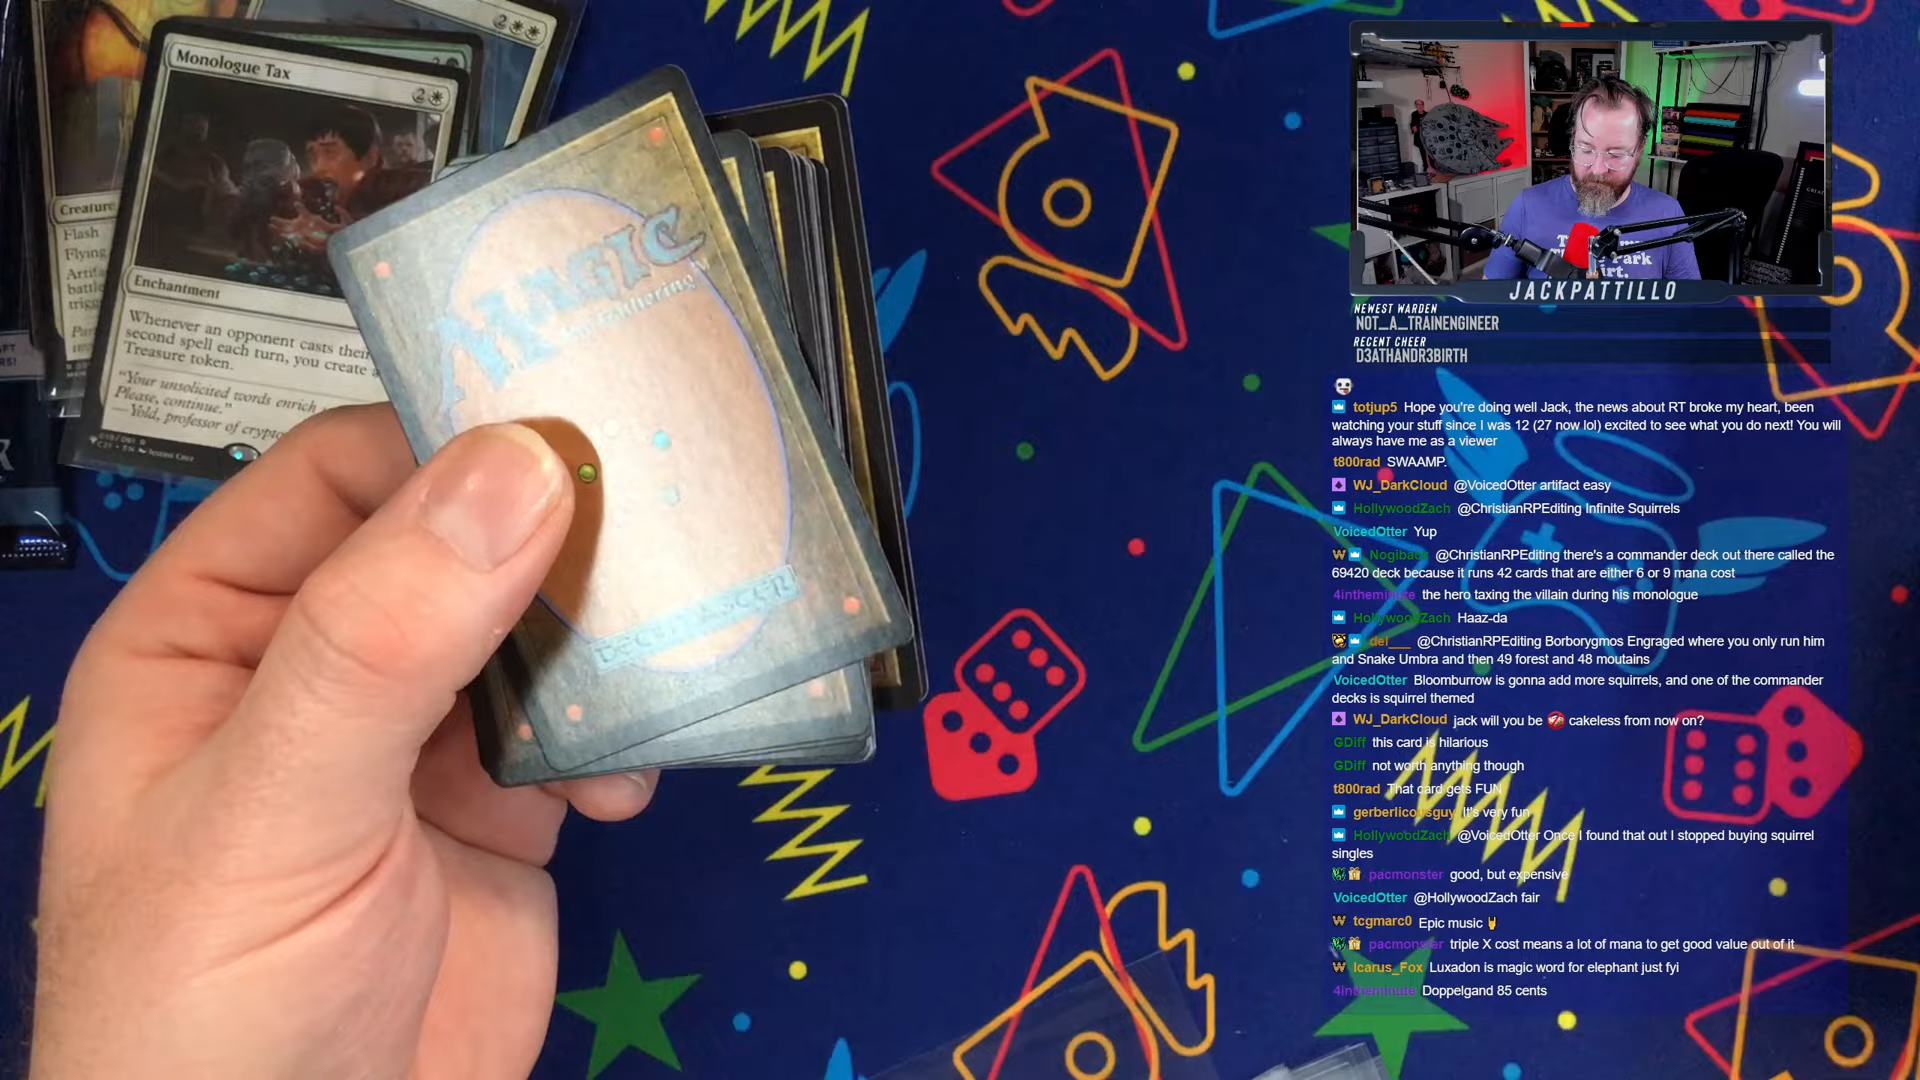 Monologue Tax
2
2
Creature
Flash
Flying
Enchantment
Whenever an opponent casts their
second spell each turn, you create a
Treasure token.
"Your unsolicited words enrich
Please, continue."
—Yold, professor of
MAGIC
DECKMASTER
JACKPATTILLO
NEWEST WARDEN
NOT_A_TRAINENGINEER
RECENT CHEER
D3ATHANDR3BIRTH
totjup5 Hope you're doing well Jack, the news about RT broke my heart, been
watching your stuff since I was 12 (27 now lol) excited to see what you do next! You will
always have me as a viewer
t800rad SWAAMP.
WJ_DarkCloud @VoicedOtter artifact easy
HollywoodZach @ChristianRPEditing Infinite Squirrels
VoicedOtter Yup
@ChristianRPEditing there's a commander deck out there called the
69420 deck because it runs 42 cards that are either 6 or 9 mana cost
4intheminute the hero taxing the villain during his monologue
HollywoodZach Haaz-da
del___ @ChristianRPEditing Borborygmos Engraged where you only run him
and Snake Umbra and then 49 forest and 48 moutains
VoicedOtter Bloomburrow is gonna add more squirrels, and one of the commander
decks is squirrel themed
WJ_DarkCloud jack will you be cakeless from now on?
GDiff this card is hilarious
GDiff not worth anything though
t800rad That card gets FUN
It's very fun
HollywoodZach @VoicedOtter Once I found that out I stopped buying squirrel
singles
pacmonster good, but expensive
VoicedOtter @HollywoodZach fair
tcgmarc0 Epic music
pacmonster triple X cost means a lot of mana to get good value out of it
Icarus_Fox Luxadon is magic word for elephant just fyi
4intheminute Doppelgand 85 cents